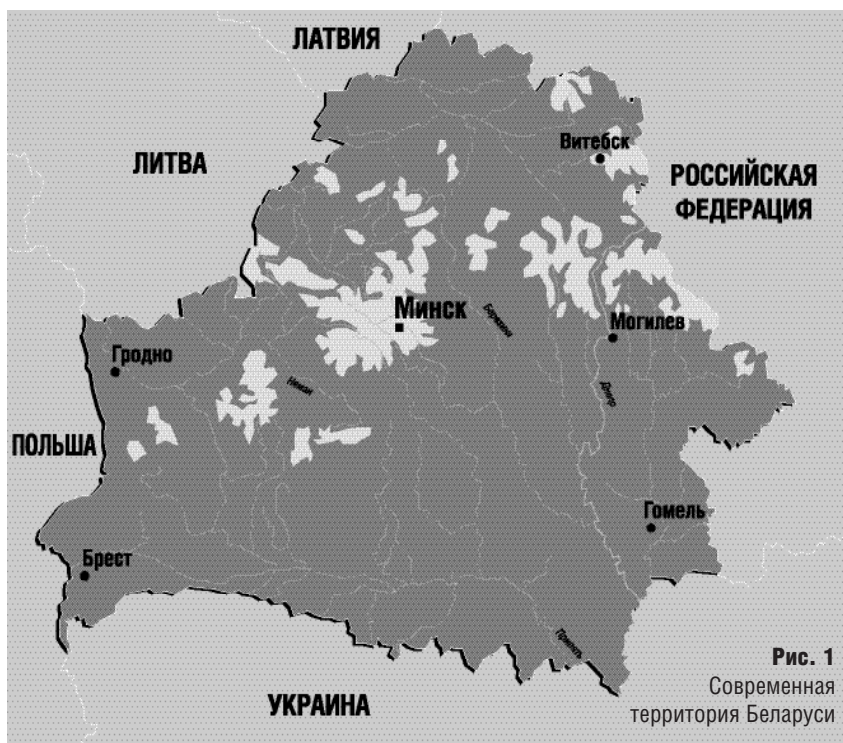 ЛАТВИЯ
Витебск
ЛИТВА
РОССИЙСКАЯ
ФЕДЕРАЦИЯ
Минск
Могилев
Гродно
Неман
Днепр
ПОЛЬША
Гомель
Брест
Припять
УКРАИНА
Рис. 1
Современная
территория Беларуси